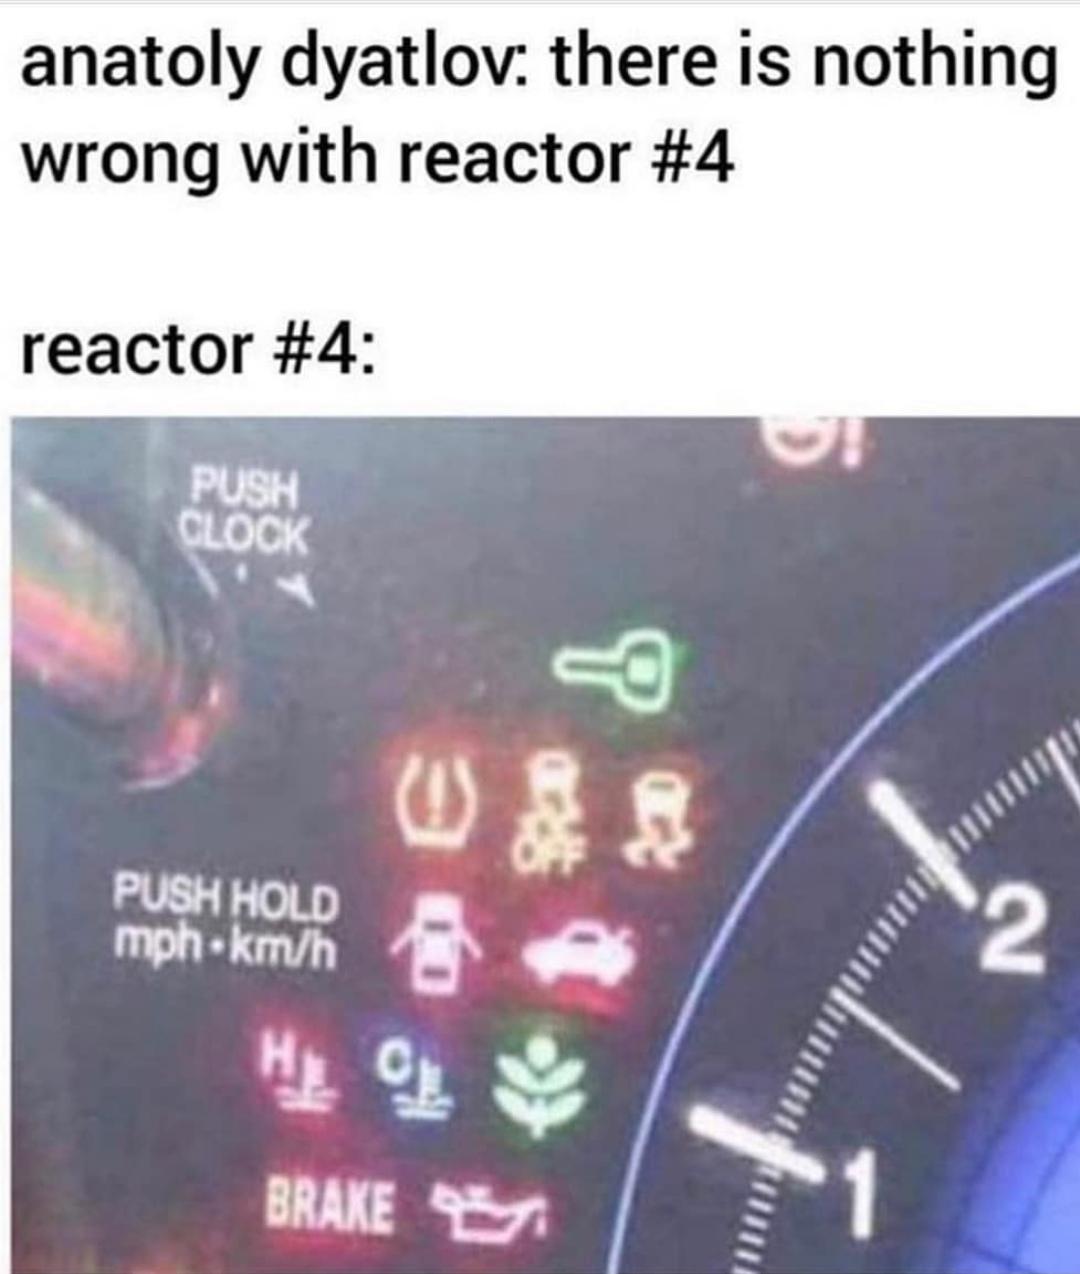 anatoly dyatlov: there is nothing
wrong with reactor #4
reactor #4:
PUSH
CLOCK
OFF
PUSH HOLD
mph•km/h
2
H
C
1
BRAKE